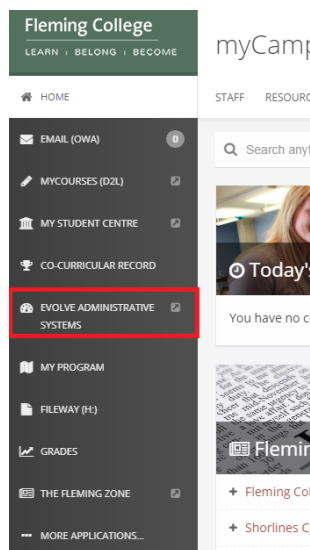 Fleming College
LEARN | BELONG | BECOME
myCamp
HOME
STAFF RESOUR
EMAIL (OWA) 0
Search any
MYCOURSES (D2L)
MY STUDENT CENTRE
CO-CURRICULAR RECORD
Today's
EVOLVE ADMINISTRATIVE
SYSTEMS
You have no c
MY PROGRAM
FILEWAY (H:)
GRADES
Flemin
THE FLEMING ZONE
+ Fleming Col
MORE APPLICATIONS...
+ Shorlines C